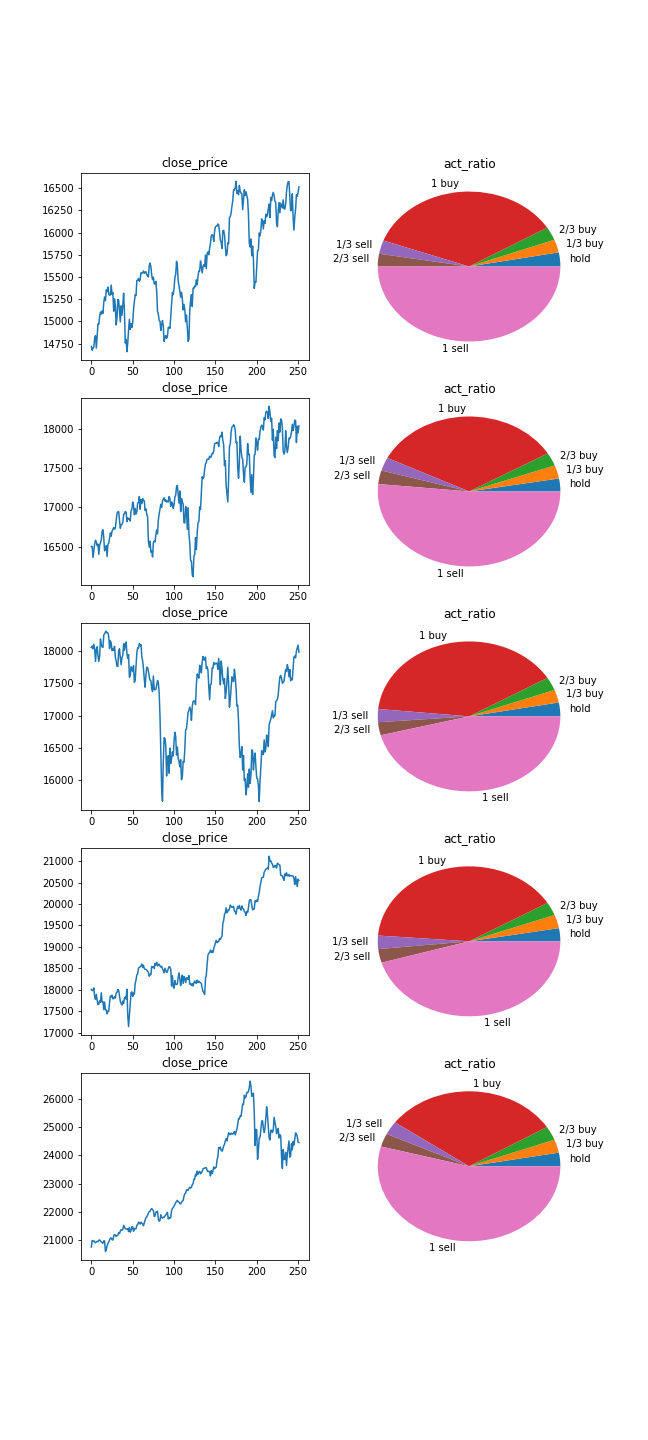 close_price
act_ratio
16500
16250
16000
15750
15500
15250
15000
14750
0 50 100 150 200 250
1 buy
2/3 buy
1/3 buy
hold
1/3 sell
2/3 sell
1 sell
close_price
act_ratio
18000
17500
17000
16500
0 50 100 150 200 250
1 buy
2/3 buy
1/3 buy
hold
1/3 sell
2/3 sell
1 sell
close_price
act_ratio
18000
17500
17000
16500
16000
0 50 100 150 200 250
1 buy
2/3 buy
1/3 buy
hold
1/3 sell
2/3 sell
1 sell
close_price
act_ratio
21000
20500
20000
19500
19000
18500
18000
17500
17000
0 50 100 150 200 250
1 buy
2/3 buy
1/3 buy
hold
1/3 sell
2/3 sell
1 sell
close_price
act_ratio
26000
25000
24000
23000
22000
21000
0 50 100 150 200 250
1 buy
2/3 buy
1/3 buy
hold
1/3 sell
2/3 sell
1 sell